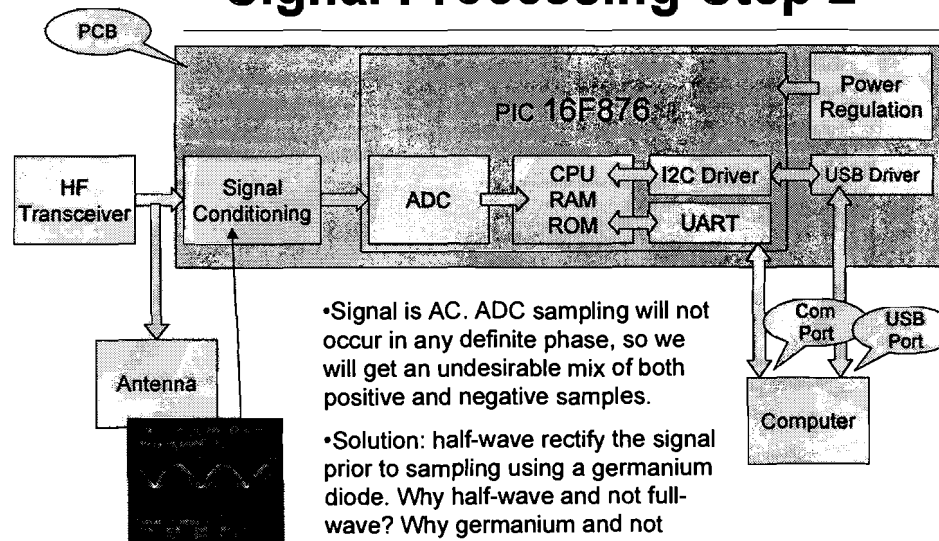 Signal Processing Step 2
PCB
PIC 16F876
Power
Regulation
HF
Transceiver
Signal
Conditioning
ADC
CPU
RAM
ROM
I2C Driver
UART
USB Driver
Antenna
Com
Port
USB
Port
Computer
•Signal is AC. ADC sampling will not
occur in any definite phase, so we
will get an undesirable mix of both
positive and negative samples.
•Solution: half-wave rectify the signal
prior to sampling using a germanium
diode. Why half-wave and not full-
wave? Why germanium and not